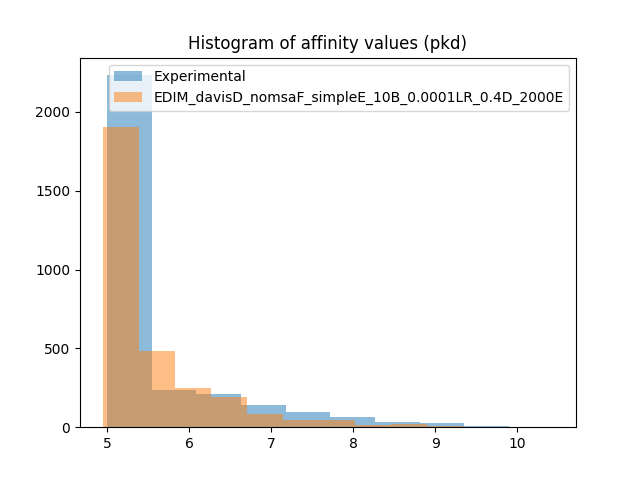 Histogram of affinity values (pkd)
Experimental
EDIM_davisD_nomsaF_simpleE_10B_0.0001LR_0.4D_2000E
2000
1500
1000
500
0
5 6 7 8 9 10